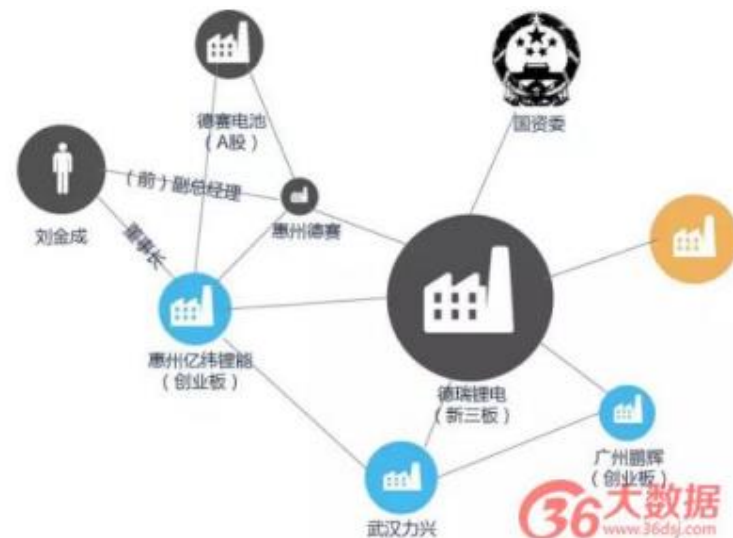 国资委
德赛电池
（A股）
（前）副总经理
惠州德赛
刘金成
董事长
惠州亿纬锂能
（创业板）
德瑞锂电
（新三板）
广州鹏辉
（创业板）
武汉力兴
36大数据
www.36dsj.com